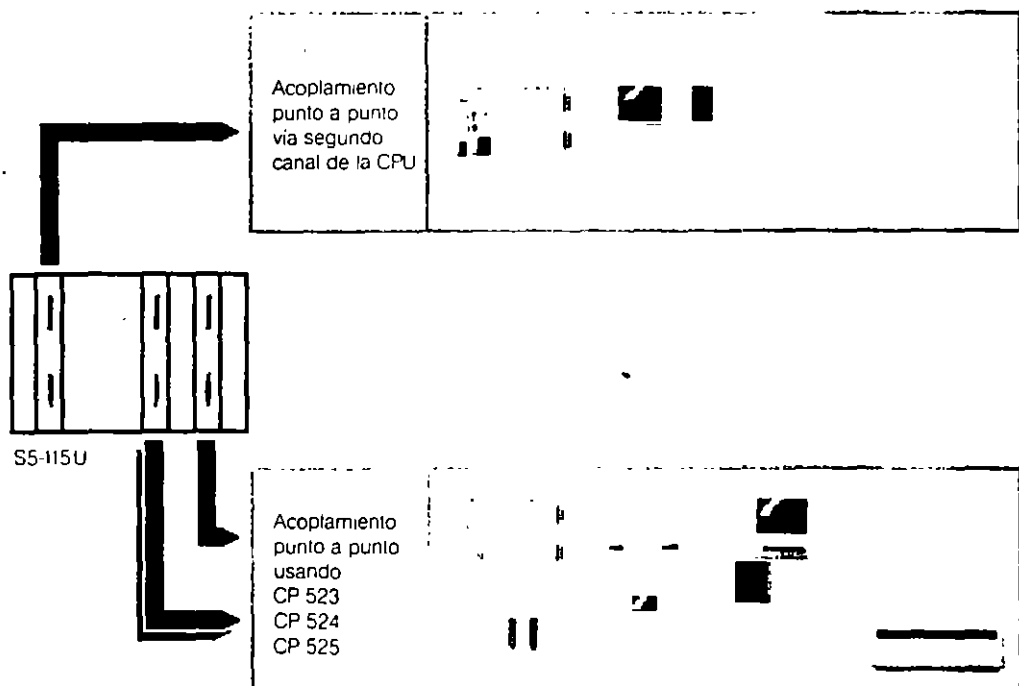 Acoplamiento
punto a punto
vía segundo
canal de la CPU
S5-115U
Acoplamiento
punto a punto
usando
CP 523
CP 524
CP 525